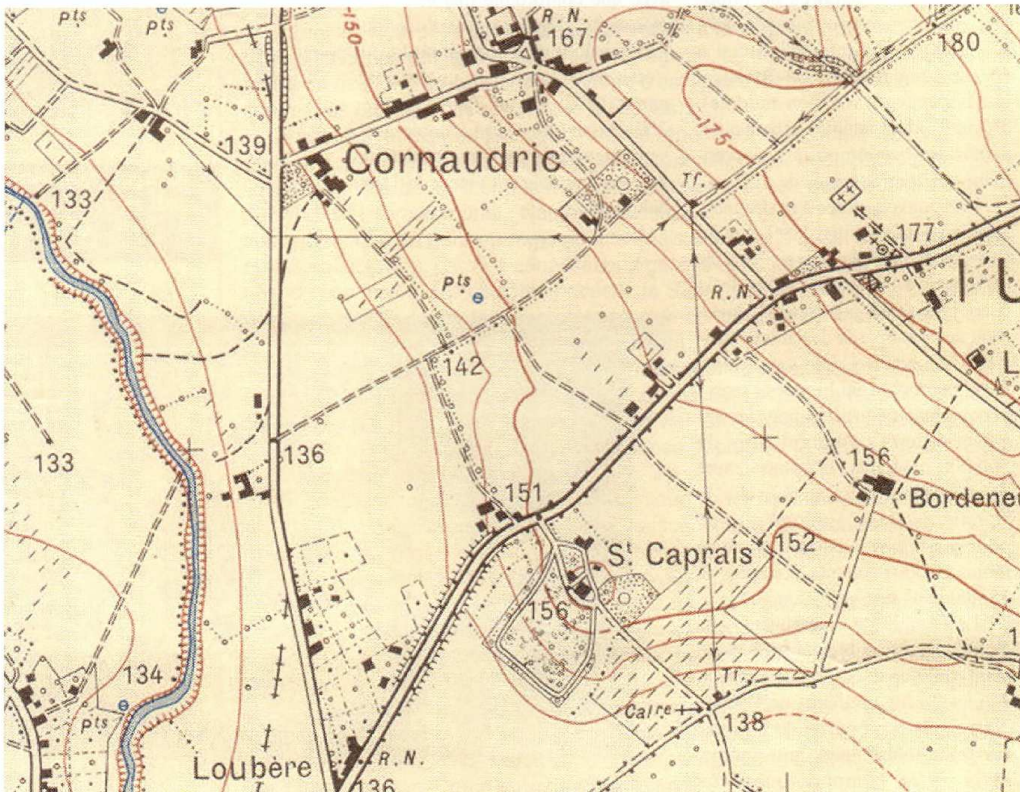 Pts
Pts
150
R.N.
167
180
139
Cornaudric
175
133
Tr.
177
Pts
R.N.
142
136
133
151
156
St Caprais
152
156
134
Pts
Tr.
Calre
138
Loubère
R.N.
136